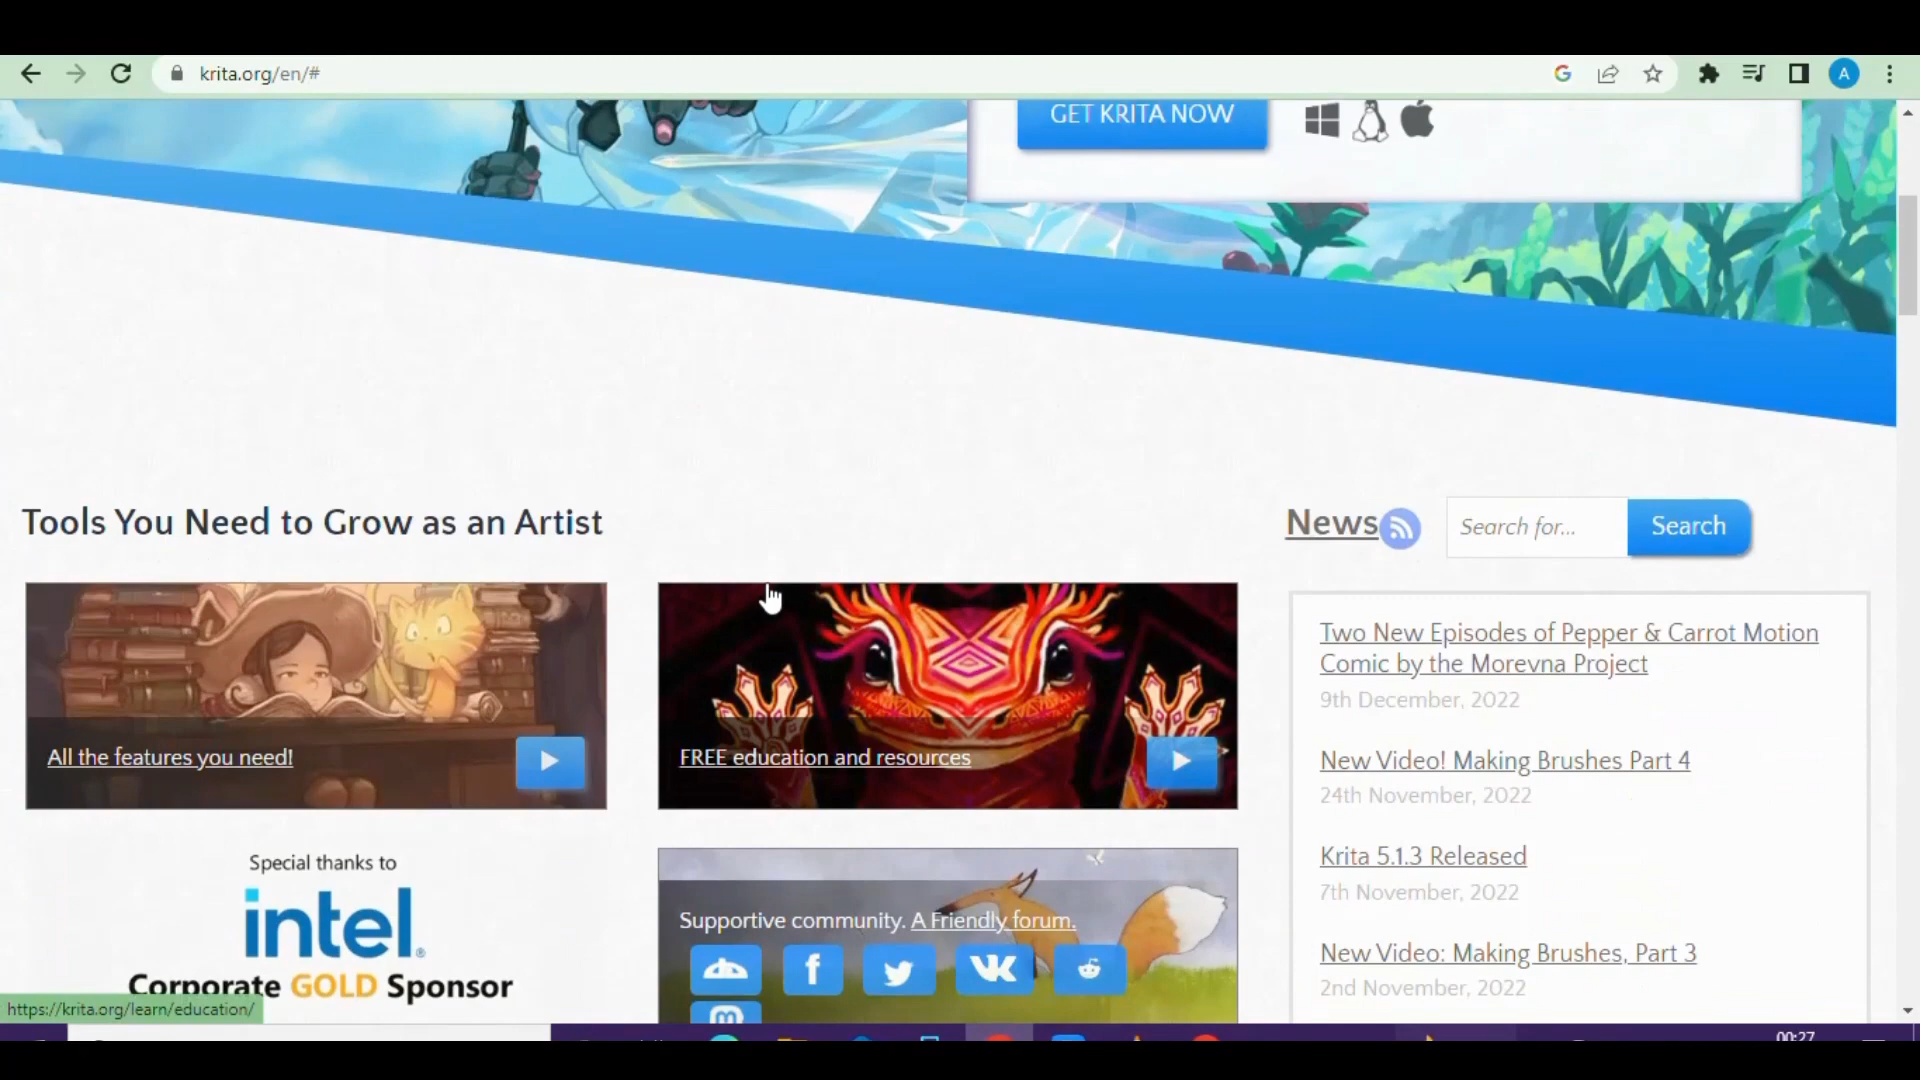 krita.org/en/#
A
GET KRITA NOW
Tools You Need to Grow as an Artist
News
Search for...
Search
All the features you need!
FREE education and resources
Two New Episodes of Pepper & Carrot Motion
Comic by the Morevna Project
9th December, 2022
New Video! Making Brushes Part 4
24th November, 2022
Krita 5.1.3 Released
7th November, 2022
New Video: Making Brushes, Part 3
2nd November, 2022
Special thanks to
intel
Corporate GOLD Sponsor
Supportive community. A Friendly forum.
https://krita.org/learn/education/
00:27